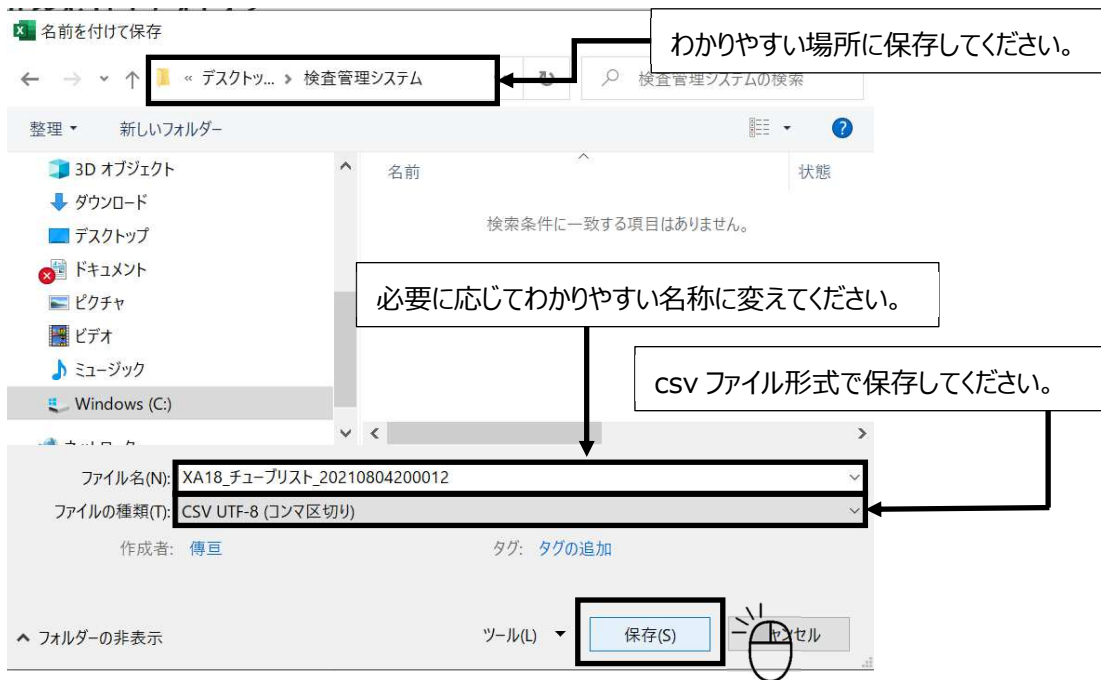 名前を付けて保存
わかりやすい場所に保存してください。
« デスクトッ... › 検査管理システム
検査管理システムの検索
整理 新しいフォルダー
3D オブジェクト
名前
状態
ダウンロード
検索条件に一致する項目はありません。
デスクトップ
ドキュメント
必要に応じてわかりやすい名称に変えてください。
ピクチャ
ビデオ
ミュージック
csv ファイル形式で保存してください。
Windows (C:)
ファイル名(N): XA18_チューブリスト_20210804200012
ファイルの種類(T): CSV UTF-8 (コンマ区切り)
作成者: 傳亘
タグ: タグの追加
フォルダーの非表示
ツール(L)
保存(S)
ャンセル